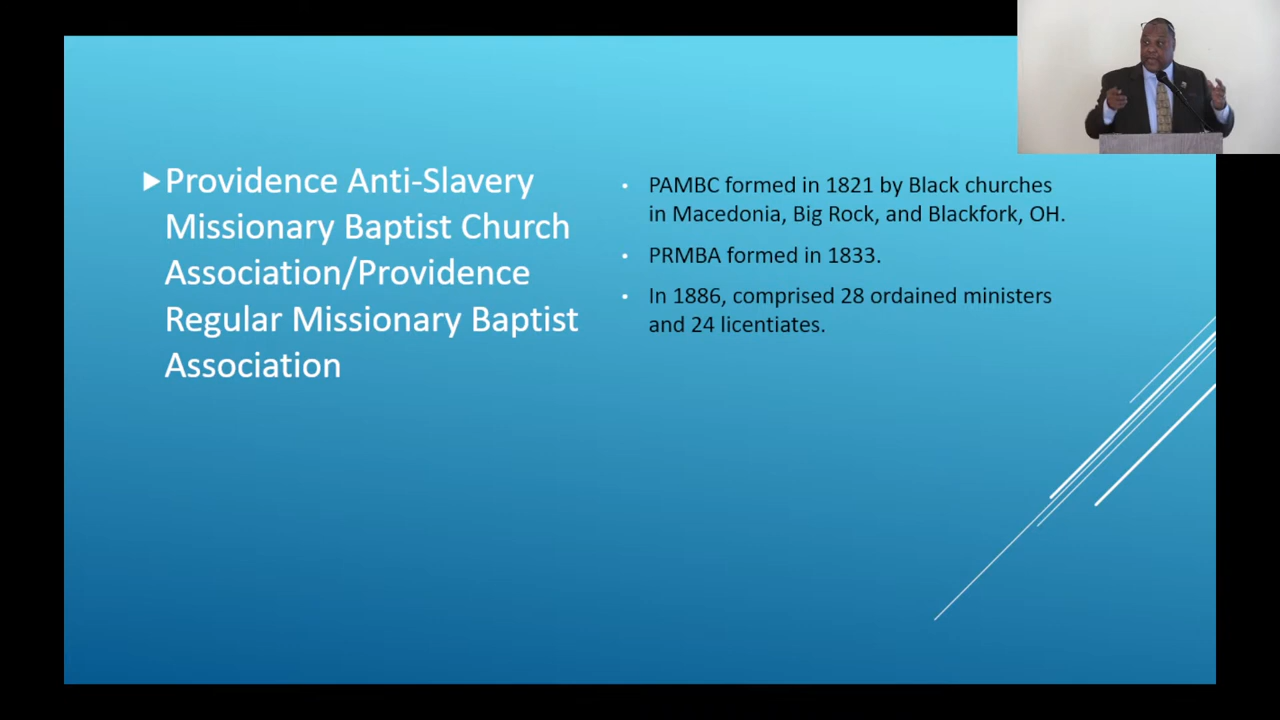 Providence Anti-Slavery
Missionary Baptist Church
Association/Providence
Regular Missionary Baptist
Association
• PAMBC formed in 1821 by Black churches
in Macedonia, Big Rock, and Blackfork, OH.
• PRMBA formed in 1833.
• In 1886, comprised 28 ordained ministers
and 24 licentiates.